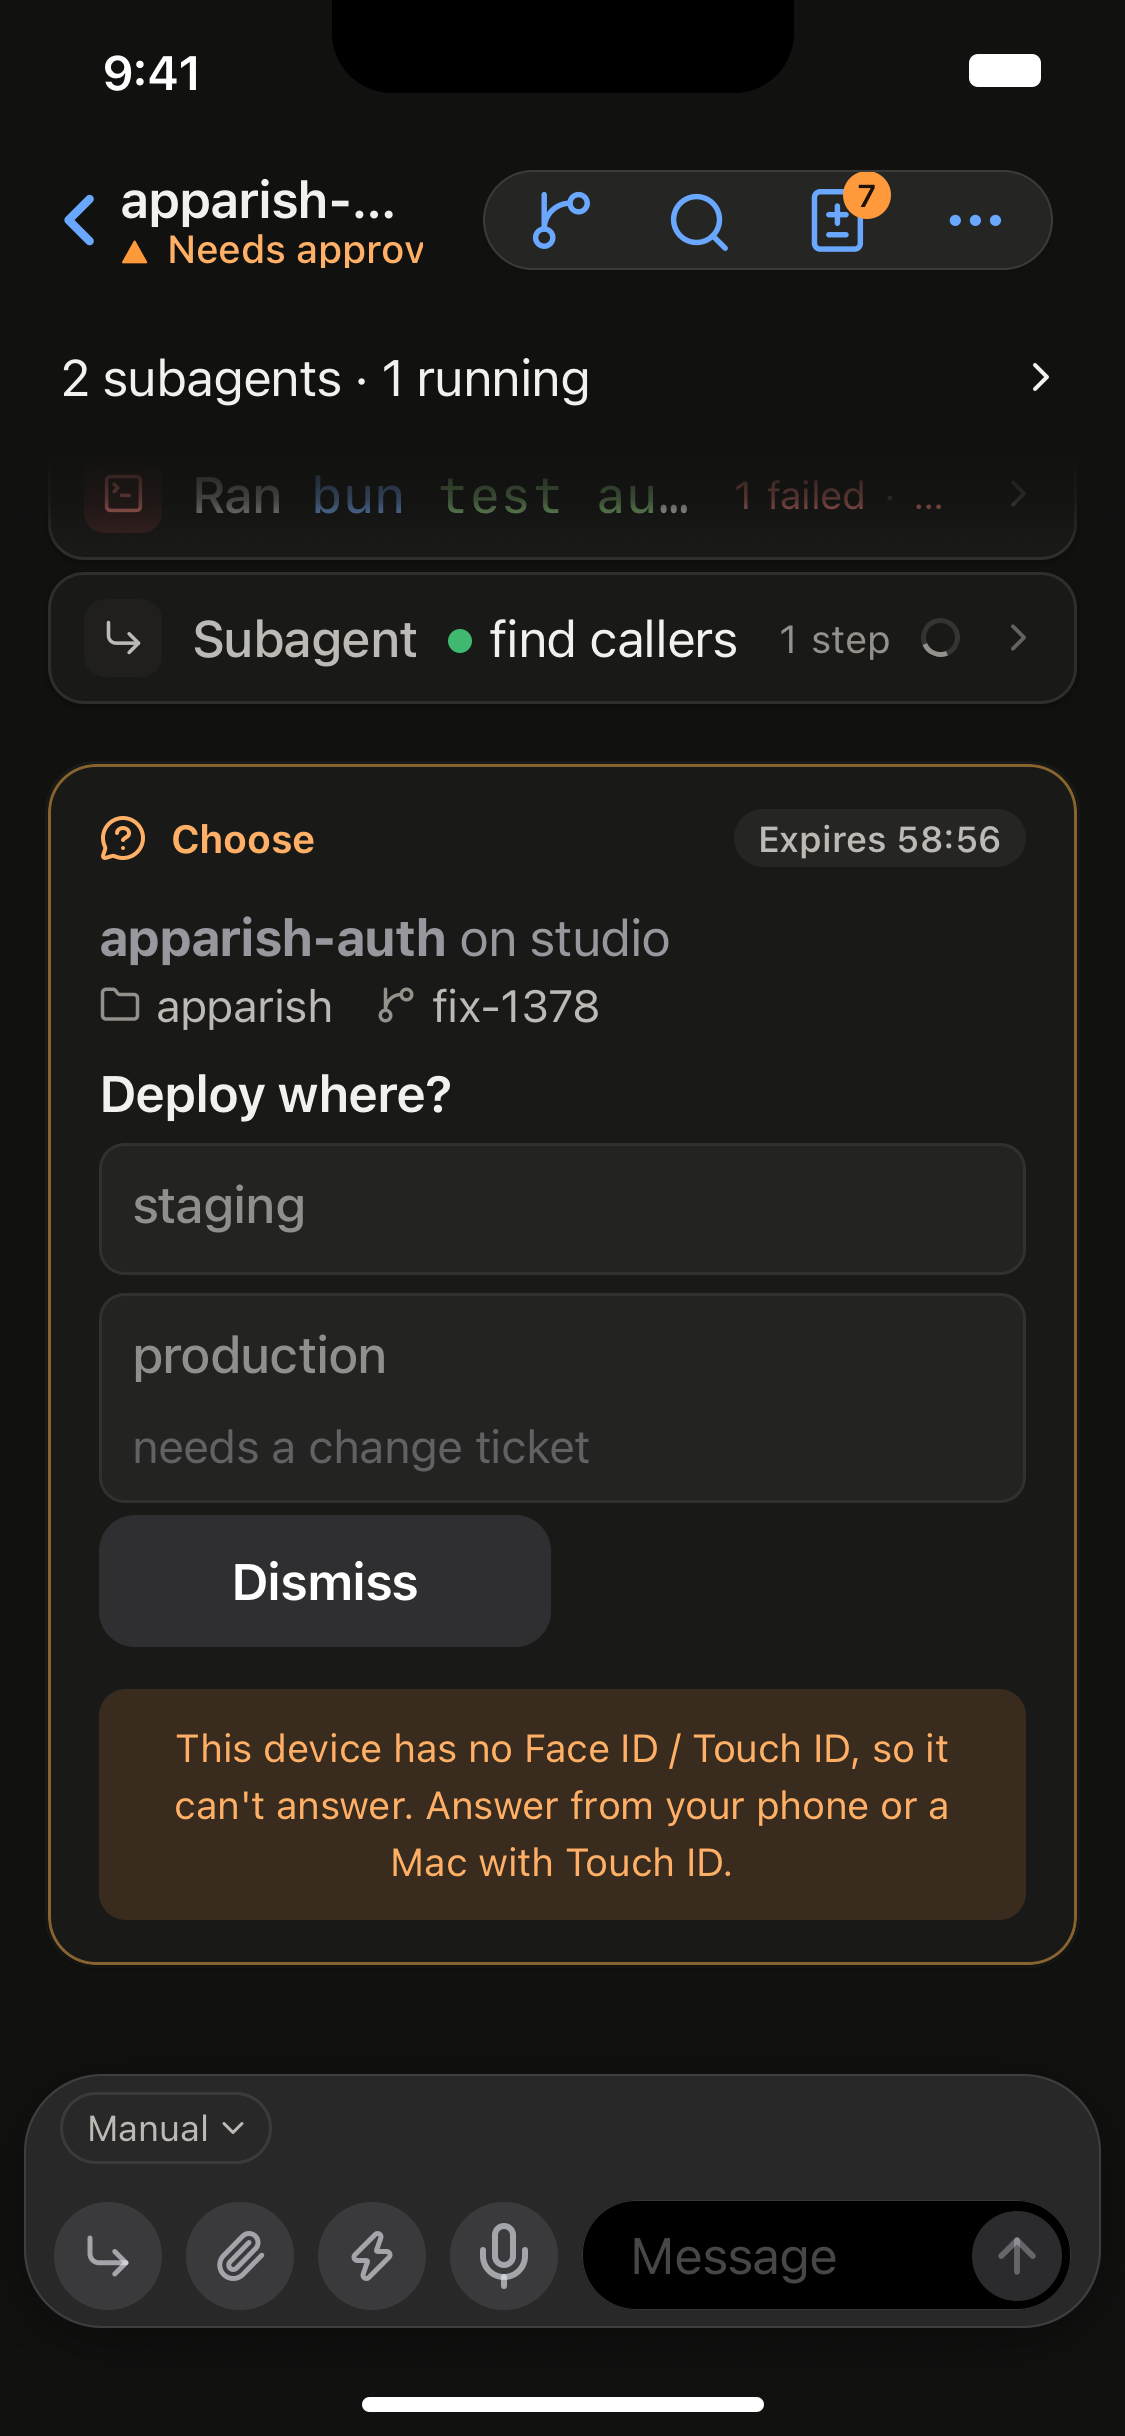 9:41
apparish-...
Needs approv
7
2 subagents · 1 running
Ran bun test au... 1 failed · ...
Subagent find callers 1 step
Choose
Expires 58:56
apparish-auth on studio
apparish fix-1378
Deploy where?
staging
production
needs a change ticket
Dismiss
This device has no Face ID / Touch ID, so it
can't answer. Answer from your phone or a
Mac with Touch ID.
Manual
Message